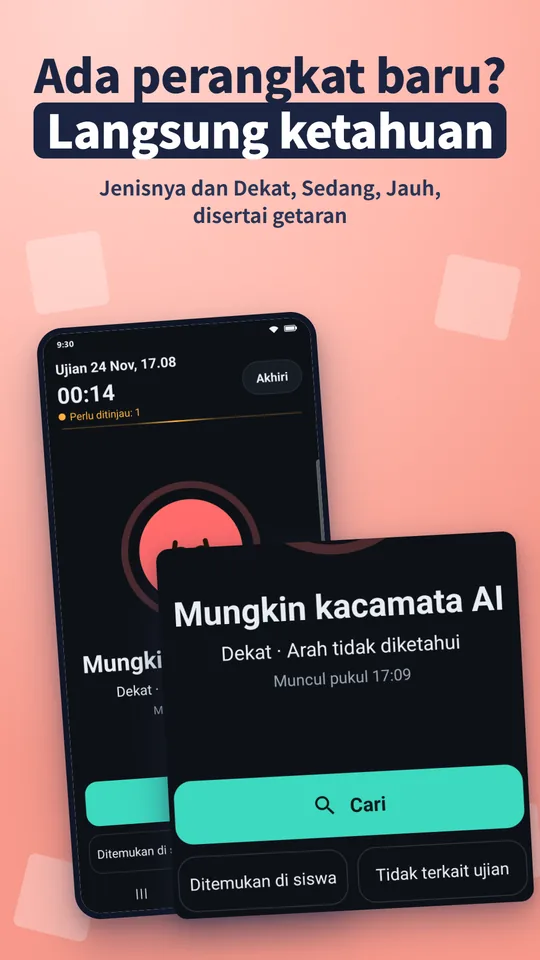 Ada perangkat baru?
Langsung ketahuan
Jenisnya dan Dekat, Sedang, Jauh,
disertai getaran
9:30
Ujian 24 Nov, 17.08
00:14
Akhiri
Perlu ditinjau: 1
Mungkin kacamata AI
Dekat · Arah tidak diketahui
Muncul pukul 17:09
Cari
Ditemukan di siswa
Tidak terkait ujian
Mungki
Dekat ·
M
Ditemukan di s